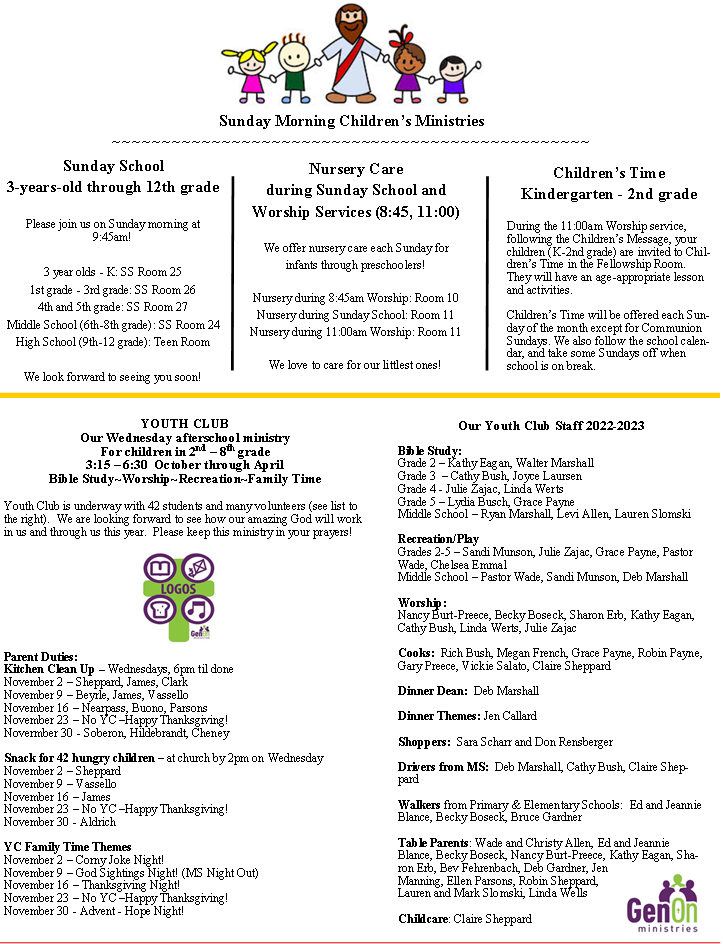 Sunday Morning Children's Ministries
~~~~~~~~~~~~~~~~~~~~~~~~~~~~~~~~~~~~~~~~~~~~~~~~
Sunday School
3-years-old through 12th grade
Please join us on Sunday morning at
9:45am!
3 year olds - K: SS Room 25
1st grade - 3rd grade: SS Room 26
4th and 5th grade: SS Room 27
Middle School (6th-8th grade): SS Room 24
High School (9th-12 grade): Teen Room
We look forward to seeing you soon!
Nursery Care
during Sunday School and
Worship Services (8:45, 11:00)
We offer nursery care each Sunday for
infants through preschoolers!
Nursery during 8:45am Worship: Room 10
Nursery during Sunday School: Room 11
Nursery during 11:00am Worship: Room 11
We love to care for our littlest ones!
Children's Time
Kindergarten - 2nd grade
During the 11:00am Worship service,
following the Children's Message, your
children (K-2nd grade) are invited to Chil-
dren's Time in the Fellowship Room.
They will have an age-appropriate lesson
and activities.
Children's Time will be offered each Sun-
day of the month except for Communion
Sundays. We also follow the school calen-
dar, and take some Sundays off when
school is on break.
YOUTH CLUB
Our Wednesday afterschool ministry
For children in 2nd – 8th grade
3:15 – 6:30 October through April
Bible Study~Worship~Recreation~Family Time
Youth Club is underway with 42 students and many volunteers (see list to
the right). We are looking forward to see how our amazing God will work
in us and through us this year. Please keep this ministry in your prayers!
LOGOS
GenOn
Parent Duties:
Kitchen Clean Up – Wednesdays, 6pm til done
November 2 – Sheppard, James, Clark
November 9 – Beyrle, James, Vassello
November 16 – Nearpass, Buono, Parsons
November 23 – No YC –Happy Thanksgiving!
Novermber 30 - Soberon, Hildebrandt, Cheney
Snack for 42 hungry children – at church by 2pm on Wednesday
November 2 – Sheppard
November 9 – Vassello
November 16 – James
November 23 – No YC –Happy Thanksgiving!
November 30 - Aldrich
YC Family Time Themes
November 2 – Corny Joke Night!
November 9 – God Sightings Night! (MS Night Out)
November 16 – Thanksgiving Night!
November 23 – No YC –Happy Thanksgiving!
November 30 - Advent - Hope Night!
Our Youth Club Staff 2022-2023
Bible Study:
Grade 2 – Kathy Eagan, Walter Marshall
Grade 3 – Cathy Bush, Joyce Laursen
Grade 4 - Julie Zajac, Linda Werts
Grade 5 – Lydia Busch, Grace Payne
Middle School – Ryan Marshall, Levi Allen, Lauren Slomski
Recreation/Play
Grades 2-5 – Sandi Munson, Julie Zajac, Grace Payne, Pastor
Wade, Chelsea Emmal
Middle School – Pastor Wade, Sandi Munson, Deb Marshall
Worship:
Nancy Burt-Preece, Becky Boseck, Sharon Erb, Kathy Eagan,
Cathy Bush, Linda Werts, Julie Zajac
Cooks: Rich Bush, Megan French, Grace Payne, Robin Payne,
Gary Preece, Vickie Salato, Claire Sheppard
Dinner Dean: Deb Marshall
Dinner Themes: Jen Callard
Shoppers: Sara Scharr and Don Rensberger
Drivers from MS: Deb Marshall, Cathy Bush, Claire Shep-
pard
Walkers from Primary & Elementary Schools: Ed and Jeannie
Blance, Becky Boseck, Bruce Gardner
Table Parents: Wade and Christy Allen, Ed and Jeannie
Blance, Becky Boseck, Nancy Burt-Preece, Kathy Eagan, Sha-
ron Erb, Bev Fehrenbach, Deb Gardner, Jen
Manning, Ellen Parsons, Robin Sheppard,
Lauren and Mark Slomski, Linda Wells
Childcare: Claire Sheppard
GenOn
ministries